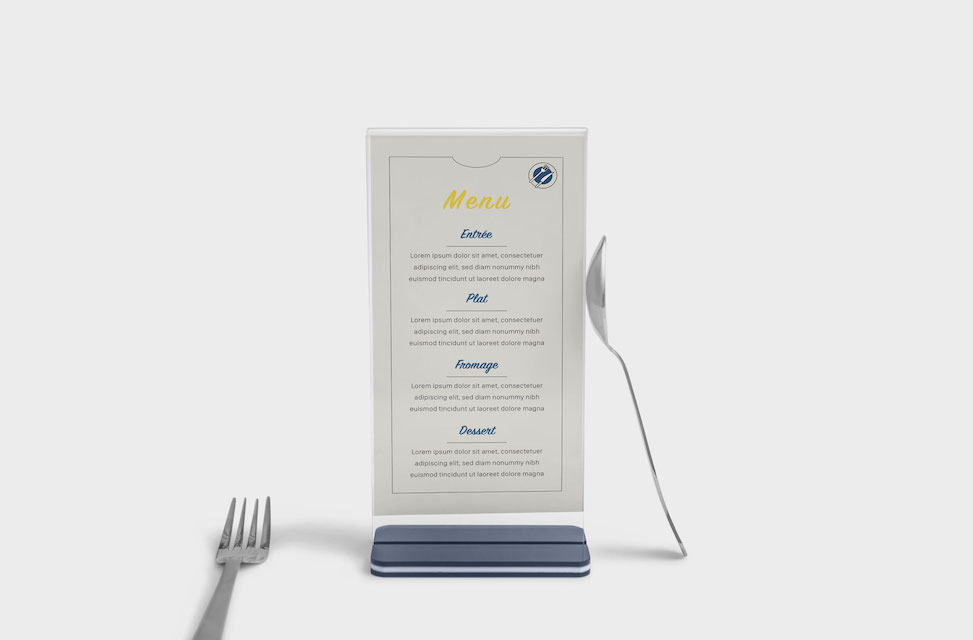 Menu
Entrée
Lorem ipsum dolor sit amet, consectetuer
adipiscing elit, sed diam nonummy nibh
euismod tincidunt ut laoreet dolore magna
Plat
Lorem ipsum dolor sit amet, consectetuer
adipiscing elit, sed diam nonummy nibh
euismod tincidunt ut laoreet dolore magna
Fromage
Lorem ipsum dolor sit amet, consectetuer
adipiscing elit, sed diam nonummy nibh
euismod tincidunt ut laoreet dolore magna
Dessert
Lorem ipsum dolor sit amet, consectetuer
adipiscing elit, sed diam nonummy nibh
euismod tincidunt ut laoreet dolore magna